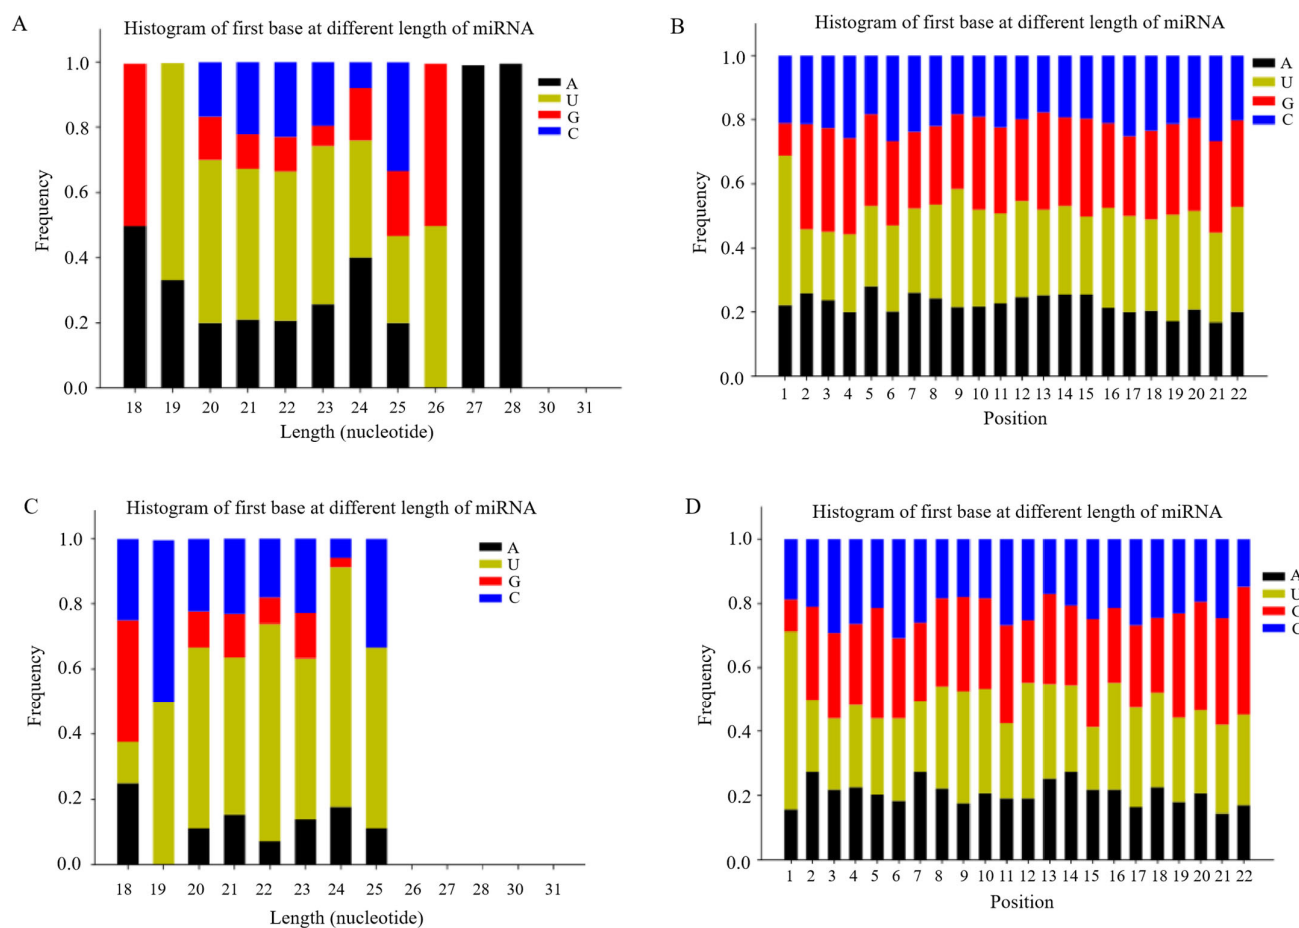 A
Histogram of first base at different length of miRNA
1.0
0.8
0.6
0.4
0.2
0.0
Frequency
A
U
G
C
18 19 20 21 22 23 24 25 26 27 28 30 31
Length (nucleotide)
B
Histogram of first base at different length of miRNA
1.0
0.8
0.6
0.4
0.2
0.0
Frequency
A
U
G
C
1 2 3 4 5 6 7 8 9 10 11 12 13 14 15 16 17 18 19 20 21 22
Position
C
Histogram of first base at different length of miRNA
1.0
0.8
0.6
0.4
0.2
0.0
Frequency
A
U
G
C
18 19 20 21 22 23 24 25 26 27 28 30 31
Length (nucleotide)
D
Histogram of first base at different length of miRNA
1.0
0.8
0.6
0.4
0.2
0.0
Frequency
A
U
G
C
1 2 3 4 5 6 7 8 9 10 11 12 13 14 15 16 17 18 19 20 21 22
Position